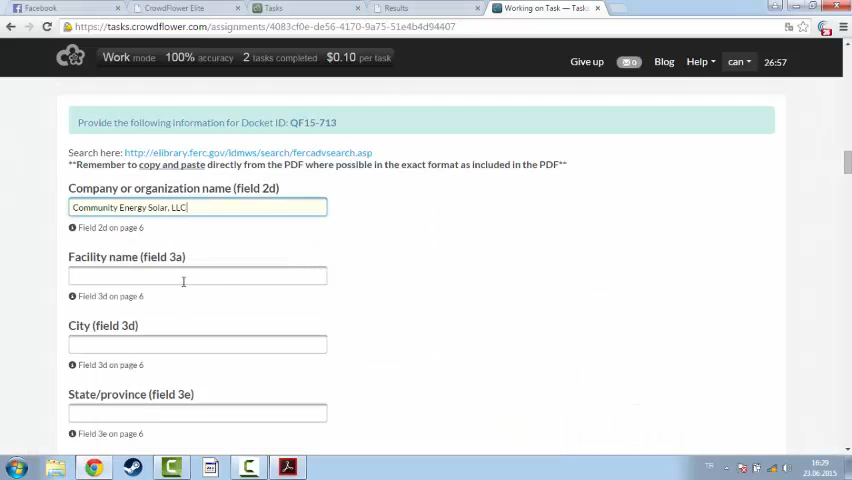 Facebook
CrowdFlower Elite
Tasks
Results
Working on Task — Tas
https://tasks.crowdflower.com/assignments/4083cf0e-de56-4170-9a75-51e4b4d94407
Work mode 100% accuracy 2 tasks completed $0.10 per task
Give up 0 Blog Help can 26:57
Provide the following information for Docket ID: QF15-713
Search here: http://elibrary.ferc.gov/idmws/search/fercadvsearch.asp
**Remember to copy and paste directly from the PDF where possible in the exact format as included in the PDF**
Company or organization name (field 2d)
Community Energy Solar, LLC
Field 2d on page 6
Facility name (field 3a)
Field 3d on page 6
City (field 3d)
Field 3d on page 6
State/province (field 3e)
Field 3e on page 6
TR
16:29
23.06.2015